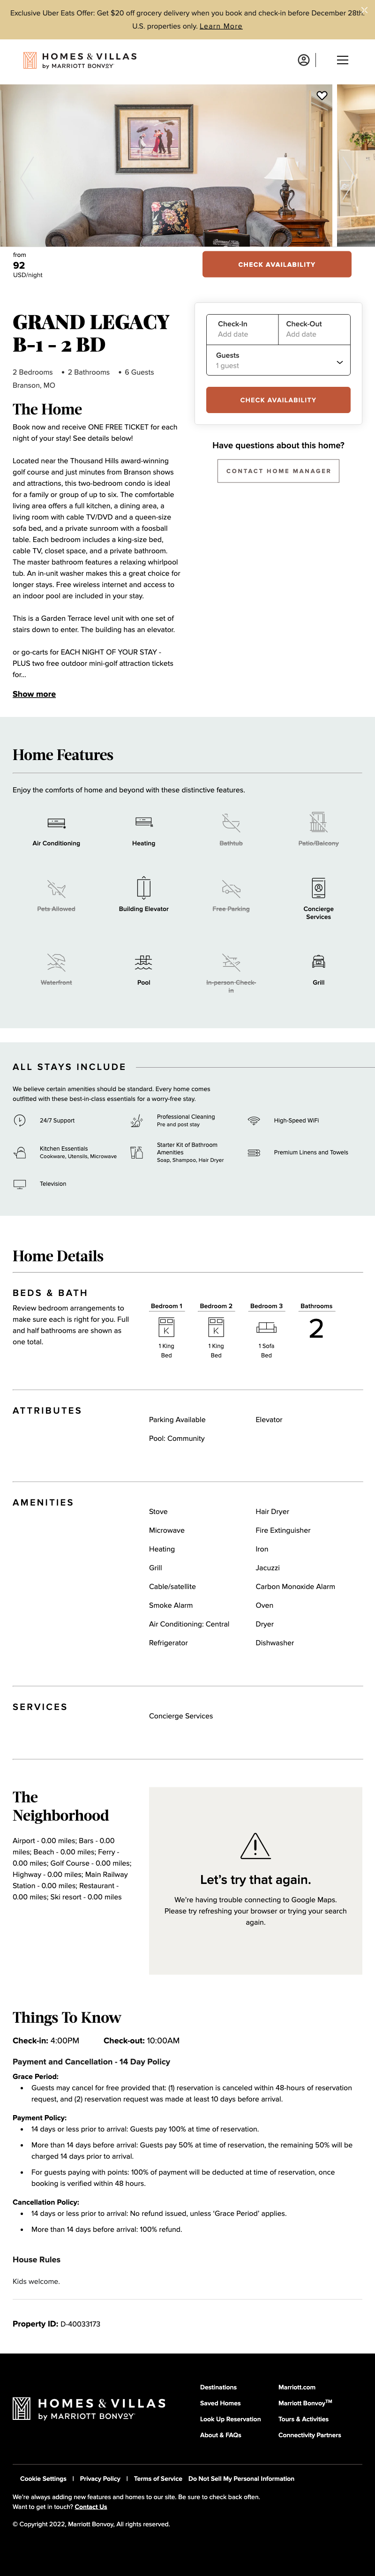 Exclusive Uber Eats Offer: Get $20 off grocery delivery when you book and check-in before December 28th.
U.S. properties only. Learn More
HOMES & VILLAS
by MARRIOTT BONVOY
from
92
USD/night
CHECK AVAILABILITY
GRAND LEGACY
B-1 - 2 BD
2 Bedrooms • 2 Bathrooms • 6 Guests
Branson, MO
Check-In
Add date
Check-Out
Add date
Guests
1 guest
CHECK AVAILABILITY
Have questions about this home?
CONTACT HOME MANAGER
The Home
Book now and receive ONE FREE TICKET for each
night of your stay! See details below!
Located near the Thousand Hills award-winning
golf course and just minutes from Branson shows
and attractions, this two-bedroom condo is ideal
for a family or group of up to six. The comfortable
living area offers a full kitchen, a dining area, a
living room with cable TV/DVD and a queen-size
sofa bed, and a private sunroom with a foosball
table. Each bedroom includes a king-size bed,
cable TV, closet space, and a private bathroom.
The master bathroom features a relaxing whirlpool
tub. An in-unit washer makes this a great choice for
longer stays. Free wireless internet and access to
an indoor pool are included in your stay.
This is a Garden Terrace level unit with one set of
stairs down to enter. The building has an elevator.
or go-carts for EACH NIGHT OF YOUR STAY -
PLUS two free outdoor mini-golf attraction tickets
for...
Show more
Home Features
Enjoy the comforts of home and beyond with these distinctive features.
Air Conditioning
Heating
Bathtub
Patio/Balcony
Pets Allowed
Building Elevator
Free Parking
Concierge
Services
Waterfront
Pool
In-person Check-
in
Grill
ALL STAYS INCLUDE
We believe certain amenities should be standard. Every home comes
outfitted with these best-in-class essentials for a worry-free stay.
24/7 Support
Professional Cleaning
Pre and post stay
High-Speed WiFi
Kitchen Essentials
Cookware, Utensils, Microwave
Starter Kit of Bathroom
Amenities
Soap, Shampoo, Hair Dryer
Premium Linens and Towels
Television
Home Details
BEDS & BATH
Review bedroom arrangements to
make sure each is right for you. Full
and half bathrooms are shown as
one total.
Bedroom 1
K
1 King
Bed
Bedroom 2
K
1 King
Bed
Bedroom 3
1 Sofa
Bed
Bathrooms
2
ATTRIBUTES
Parking Available
Elevator
Pool: Community
AMENITIES
Stove
Hair Dryer
Microwave
Fire Extinguisher
Heating
Iron
Grill
Jacuzzi
Cable/satellite
Carbon Monoxide Alarm
Smoke Alarm
Oven
Air Conditioning: Central
Dryer
Refrigerator
Dishwasher
SERVICES
Concierge Services
The
Neighborhood
Airport - 0.00 miles; Bars - 0.00
miles; Beach - 0.00 miles; Ferry -
0.00 miles; Golf Course - 0.00 miles;
Highway - 0.00 miles; Main Railway
Station - 0.00 miles; Restaurant -
0.00 miles; Ski resort - 0.00 miles
Let's try that again.
We're having trouble connecting to Google Maps.
Please try refreshing your browser or trying your search
again.
Things To Know
Check-in: 4:00PM Check-out: 10:00AM
Payment and Cancellation - 14 Day Policy
Grace Period:
• Guests may cancel for free provided that: (1) reservation is canceled within 48-hours of reservation
request, and (2) reservation request was made at least 10 days before arrival.
Payment Policy:
• 14 days or less prior to arrival: Guests pay 100% at time of reservation.
• More than 14 days before arrival: Guests pay 50% at time of reservation, the remaining 50% will be
charged 14 days prior to arrival.
• For guests paying with points: 100% of payment will be deducted at time of reservation, once
booking is verified within 48 hours.
Cancellation Policy:
• 14 days or less prior to arrival: No refund issued, unless 'Grace Period' applies.
• More than 14 days before arrival: 100% refund.
House Rules
Kids welcome.
Property ID: D-40033173
HOMES & VILLAS
by MARRIOTT BONVOY
Destinations
Saved Homes
Look Up Reservation
About & FAQs
Marriott.com
Marriott Bonvoy™
Tours & Activities
Connectivity Partners
Cookie Settings | Privacy Policy | Terms of Service Do Not Sell My Personal Information
We're always adding new features and homes to our site. Be sure to check back often.
Want to get in touch? Contact Us
© Copyright 2022, Marriott Bonvoy, All rights reserved.